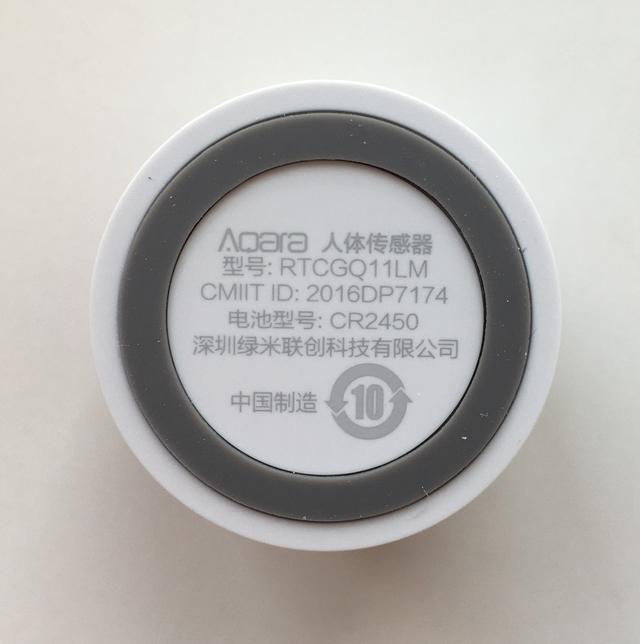 Aqara 人体传感器
型号: RTCGQ11LM
CMIIT ID: 2016DP7174
电池型号: CR2450
深圳绿米联创科技有限公司
中国制造 10